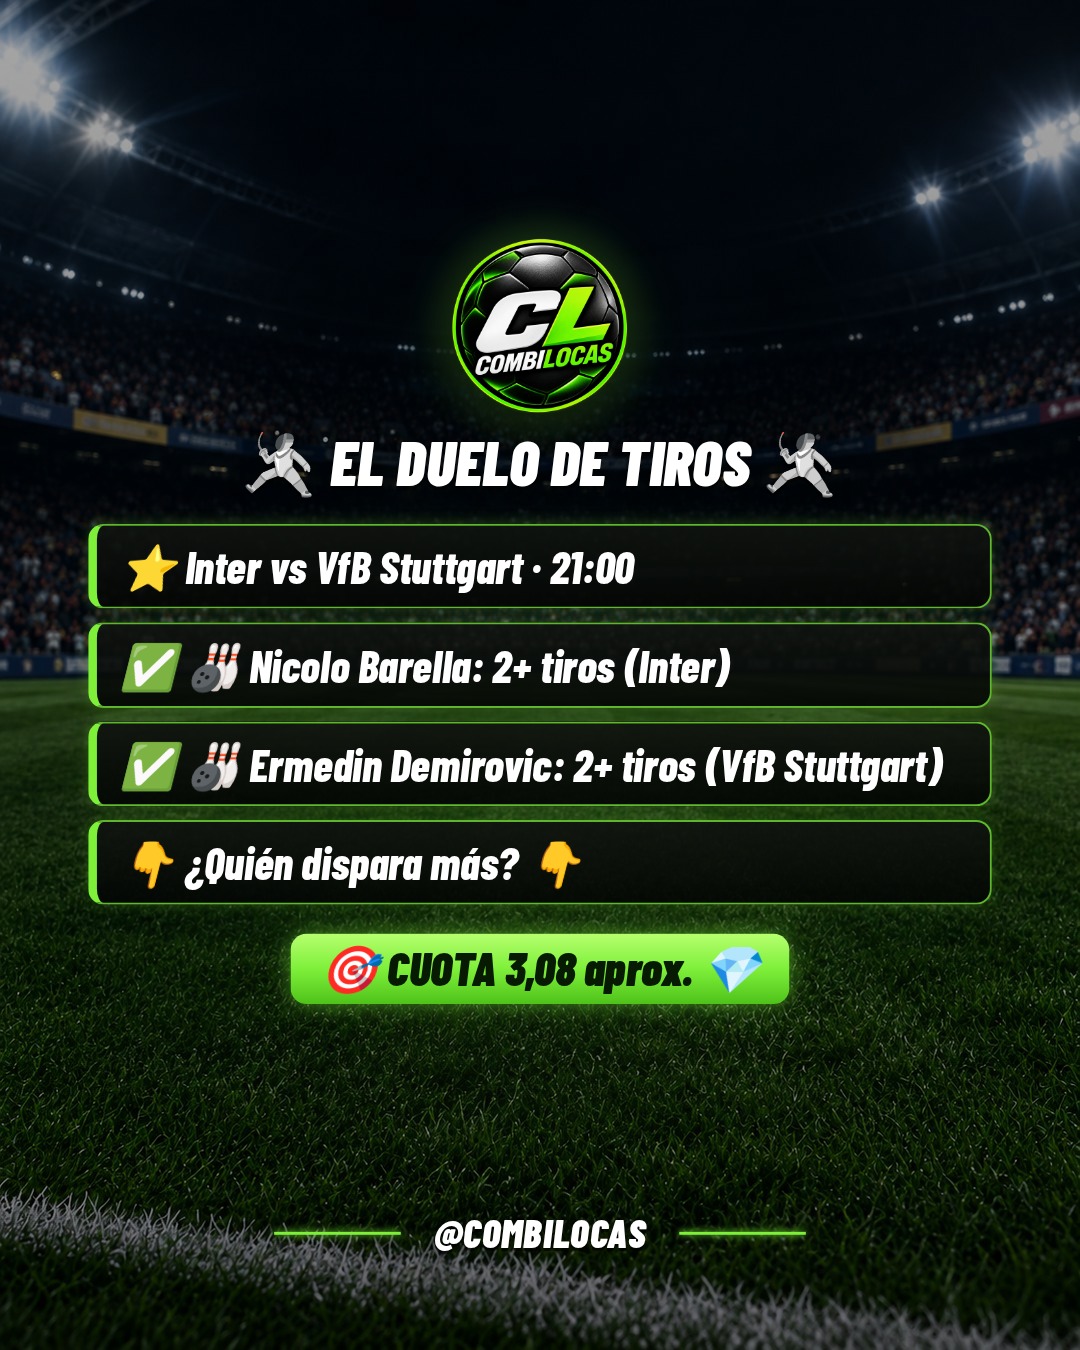 CL
COMBILOCAS
EL DUELO DE TIROS
Inter vs VfB Stuttgart · 21:00
Nicolo Barella: 2+ tiros (Inter)
Ermedin Demirovic: 2+ tiros (VfB Stuttgart)
¿Quién dispara más?
CUOTA 3,08 aprox.
@COMBILOCAS